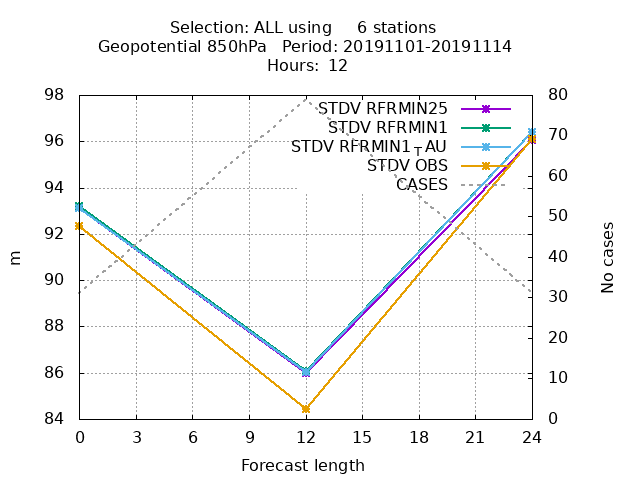 Selection: ALL using     6 stations
Geopotential 850hPa   Period: 20191101-20191114
Hours:  12
98
96
94
92
90
88
86
84
m
80
70
60
50
40
30
20
10
0
No cases
STDV RFRMIN25
STDV RFRMIN1
STDV RFRMIN1TAU
STDV OBS
CASES
0 3 6 9 12 15 18 21 24
Forecast length